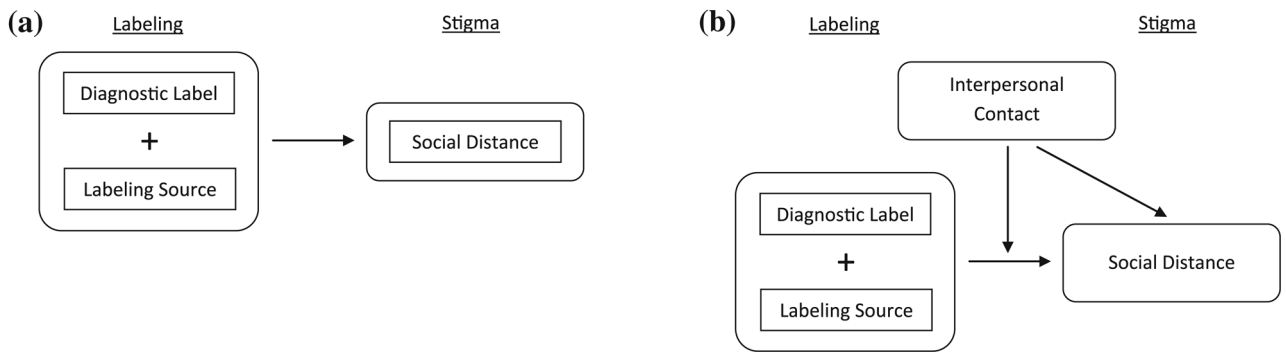 (a)
Labeling
Stigma
Diagnostic Label
+
Labeling Source
Social Distance
(b)
Labeling
Stigma
Interpersonal
Contact
Diagnostic Label
+
Labeling Source
Social Distance